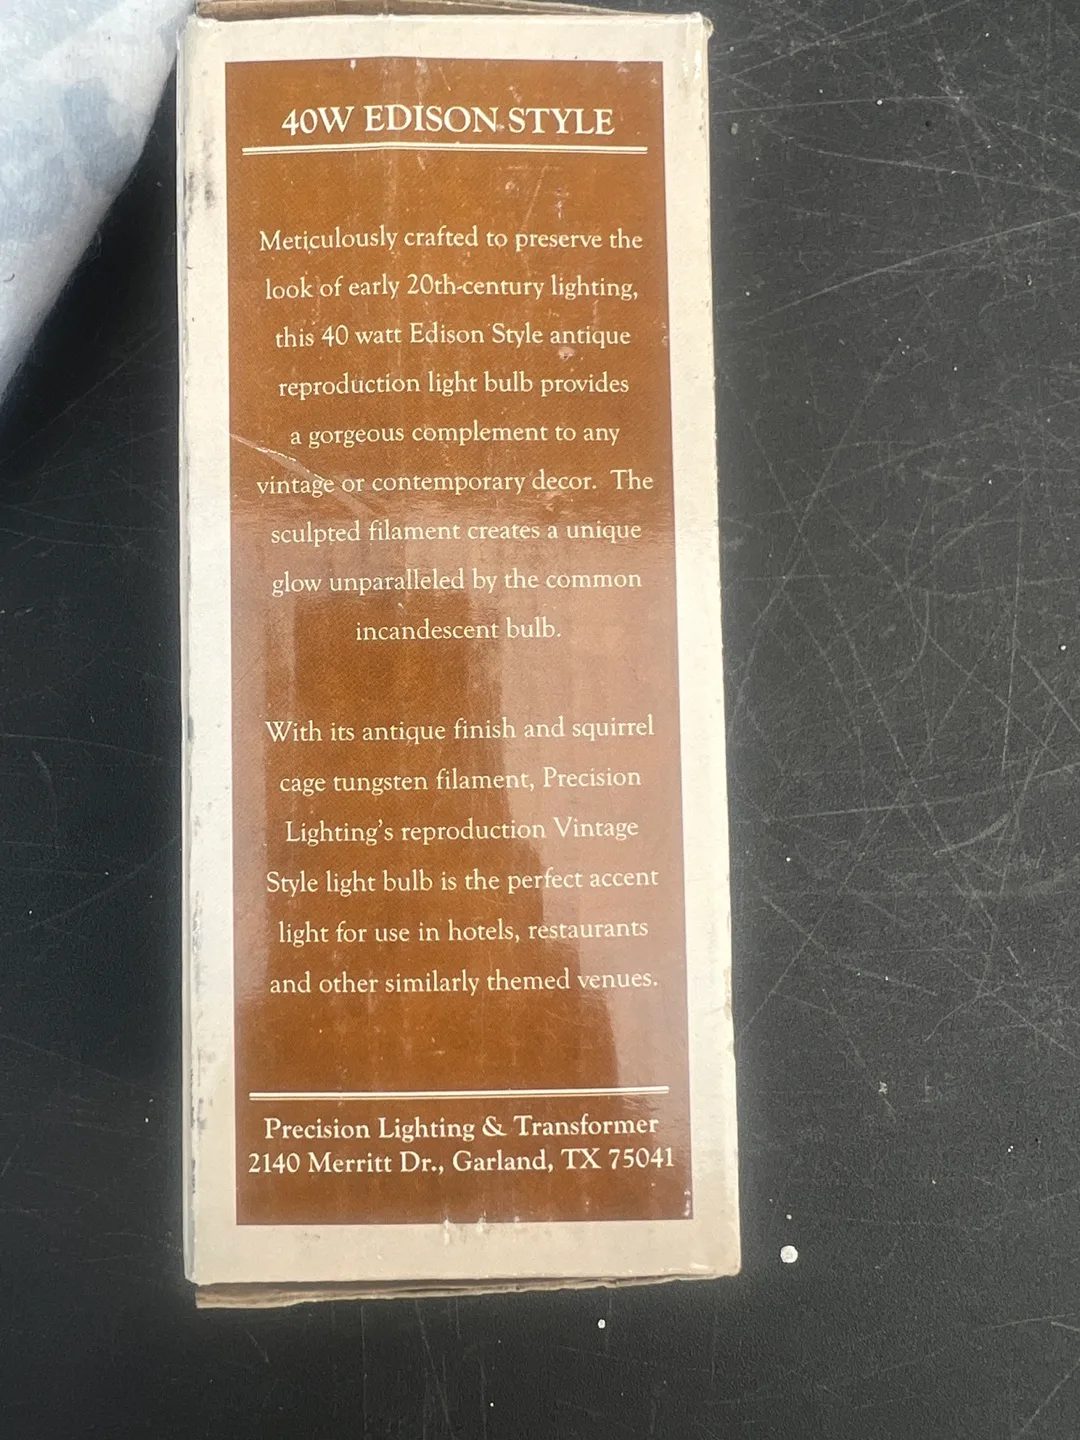 40W EDISON STYLE
Meticulously crafted to preserve the
look of early 20th-century lighting,
this 40 watt Edison Style antique
reproduction light bulb provides
a gorgeous complement to any
vintage or contemporary decor. The
sculpted filament creates a unique
glow unparalleled by the common
incandescent bulb.
With its antique finish and squirrel
cage tungsten filament, Precision
Lighting's reproduction Vintage
Style light bulb is the perfect accent
light for use in hotels, restaurants
and other similarly themed venues.
Precision Lighting & Transformer
2140 Merritt Dr., Garland, TX 75041